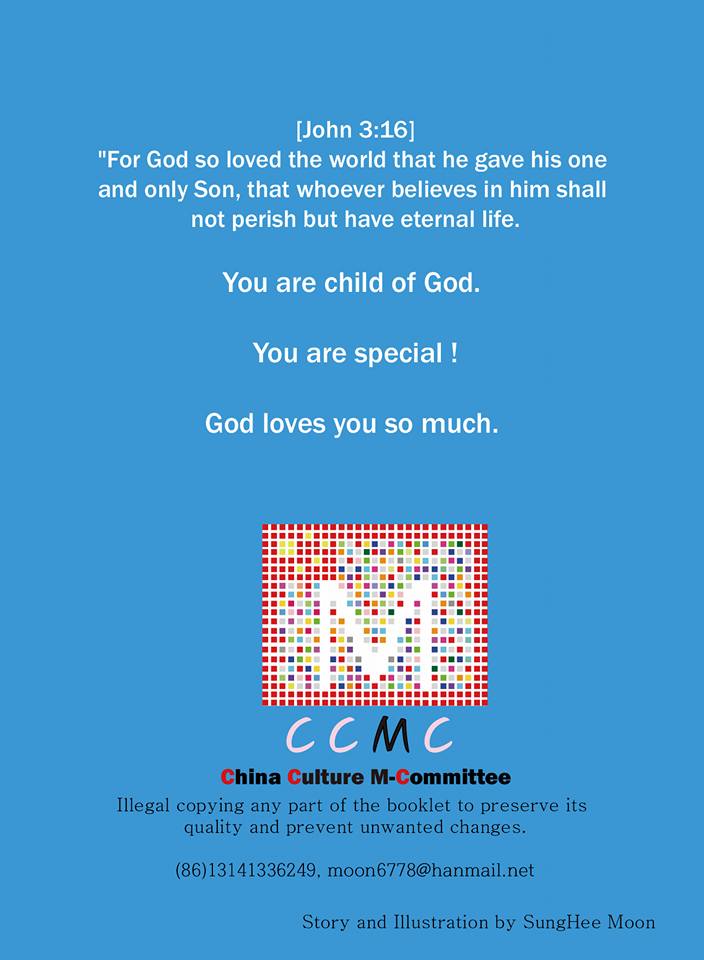 [John 3:16]
"For God so loved the world that he gave his one
and only Son, that whoever believes in him shall
not perish but have eternal life.
You are child of God.
You are special !
God loves you so much.
M
CCMC
China Culture M-Committee
Illegal copying any part of the booklet to preserve its
quality and prevent unwanted changes.
(86)13141336249, moon6778@hanmail.net
Story and Illustration by SungHee Moon